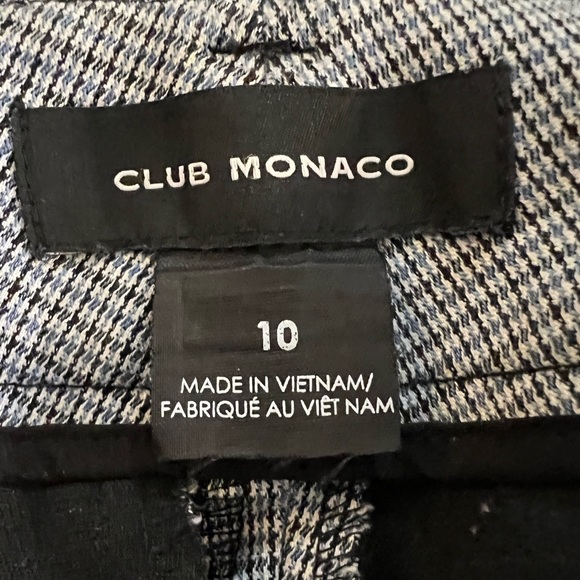 CLUB MONACO
10
MADE IN VIETNAM/
FABRIQUÉ AU VIÊT NAM